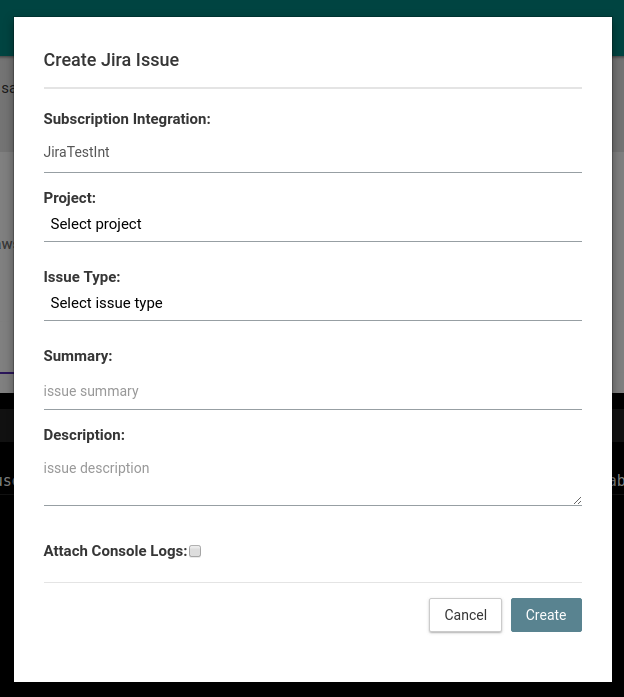 Create Jira Issue
Subscription Integration:
JiraTestInt
Project:
Select project
Issue Type:
Select issue type
Summary:
issue summary
Description:
issue description
Attach Console Logs:
Cancel
Create